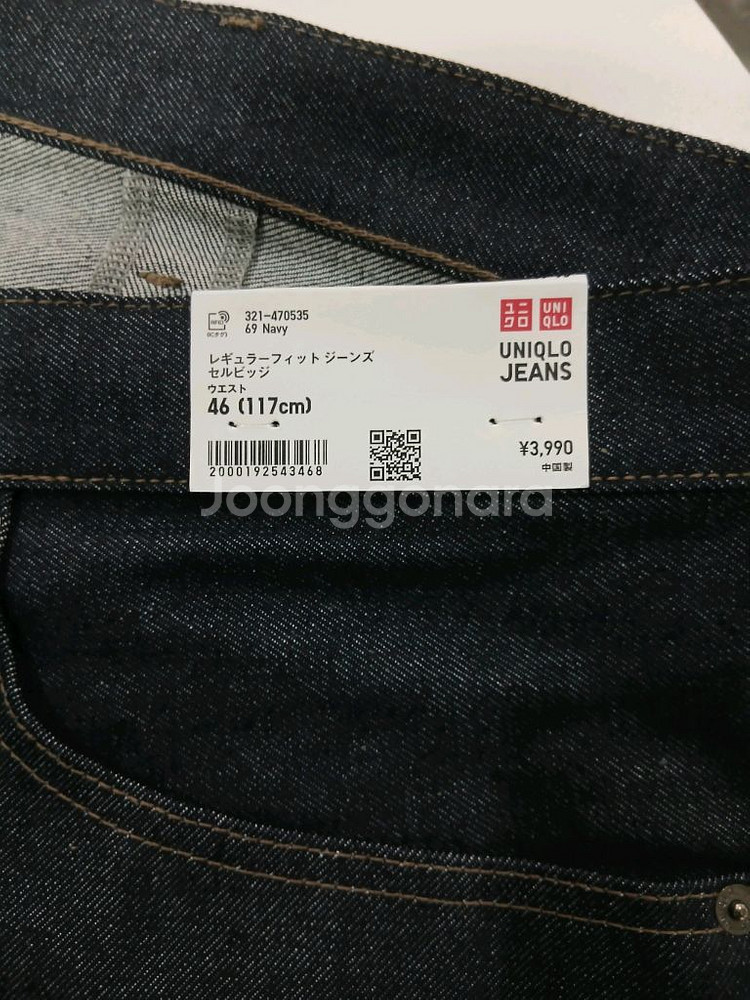 321-470535
69 Navy
レギュラーフィット ジーンズ
セルビッジ
ウエスト
46 (117cm)
2000192543468
ユニ
クロ
UNI
QLO
UNIQLO
JEANS
¥3,990
中国製
Joonggonara